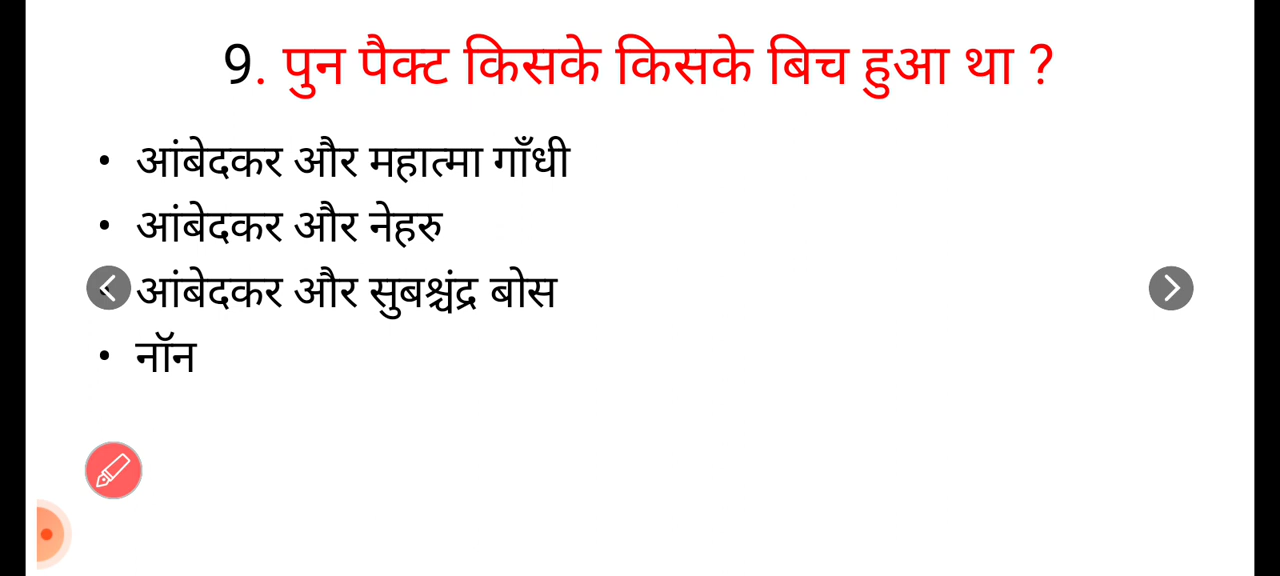 9. पुन पैक्ट किसके किसके बिच हुआ था ?
• आंबेदकर और महात्मा गाँधी
• आंबेदकर और नेहरु
आंबेदकर और सुबश्चंद्र बोस
• नॉन